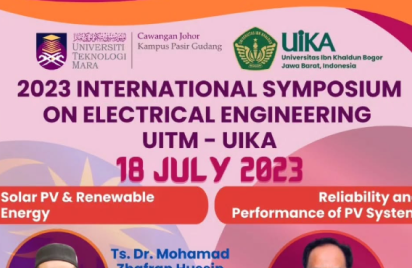 UNIVERSITI
TEKNOLOGI
MARA
Cawangan Johor
Kampus Pasir Gudang
UIKA
Universitas Ibn Khaldun Bogor
Jawa Barat, Indonesia
2023 INTERNATIONAL SYMPOSIUM
ON ELECTRICAL ENGINEERING
UITM - UIKA
18 JULY 2023
Solar PV & Renewable
Energy
Reliability and
Performance of PV System
Ts. Dr. Mohamad
Zhafran Hussin